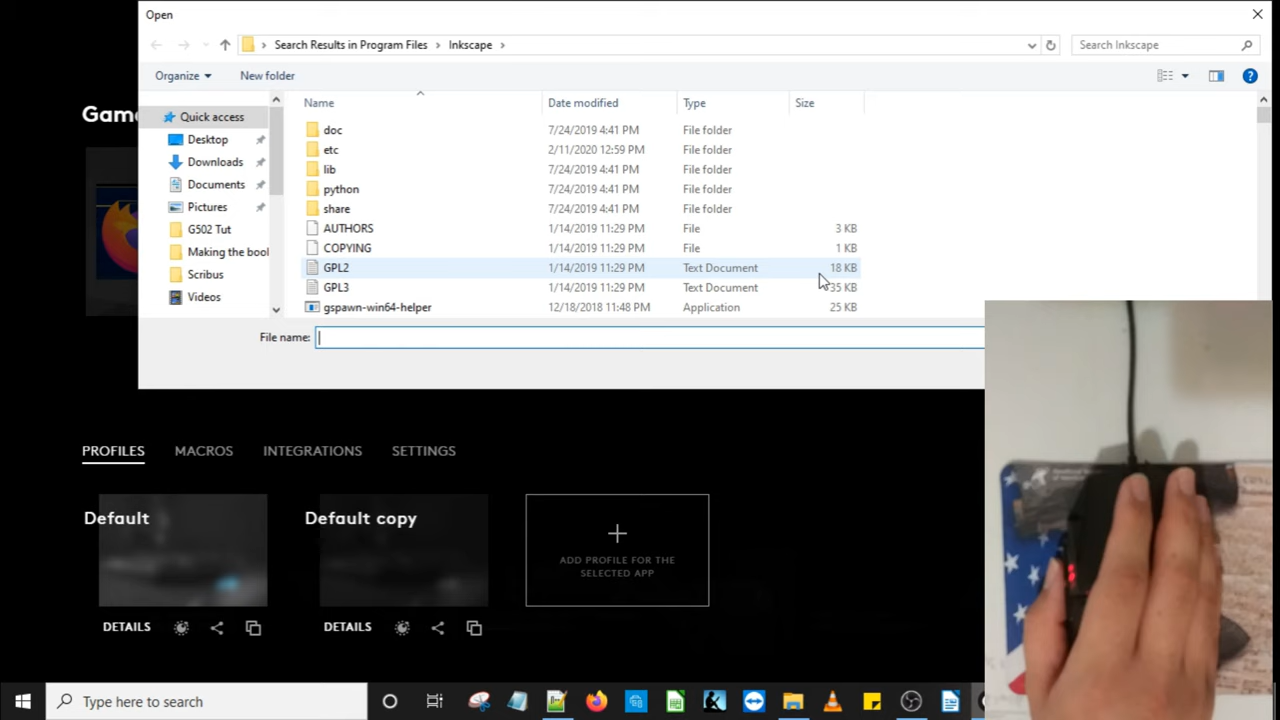 Open
Search Results in Program Files > Inkscape >
Search Inkscape
Organize
New folder
Name Date modified Type Size
Quick access
Desktop
Downloads
Documents
Pictures
G502 Tut
Making the bool
Scribus
Videos
doc 7/24/2019 4:41 PM File folder
etc 2/11/2020 12:59 PM File folder
lib 7/24/2019 4:41 PM File folder
python 7/24/2019 4:41 PM File folder
share 7/24/2019 4:41 PM File folder
AUTHORS 1/14/2019 11:29 PM File 3 KB
COPYING 1/14/2019 11:29 PM File 1 KB
GPL2 1/14/2019 11:29 PM Text Document 18 KB
GPL3 1/14/2019 11:29 PM Text Document 35 KB
gspawn-win64-helper 12/18/2018 11:48 PM Application 25 KB
File name:
Gam
PROFILES MACROS INTEGRATIONS SETTINGS
Default
Default copy
ADD PROFILE FOR THE
SELECTED APP
DETAILS
DETAILS
Type here to search